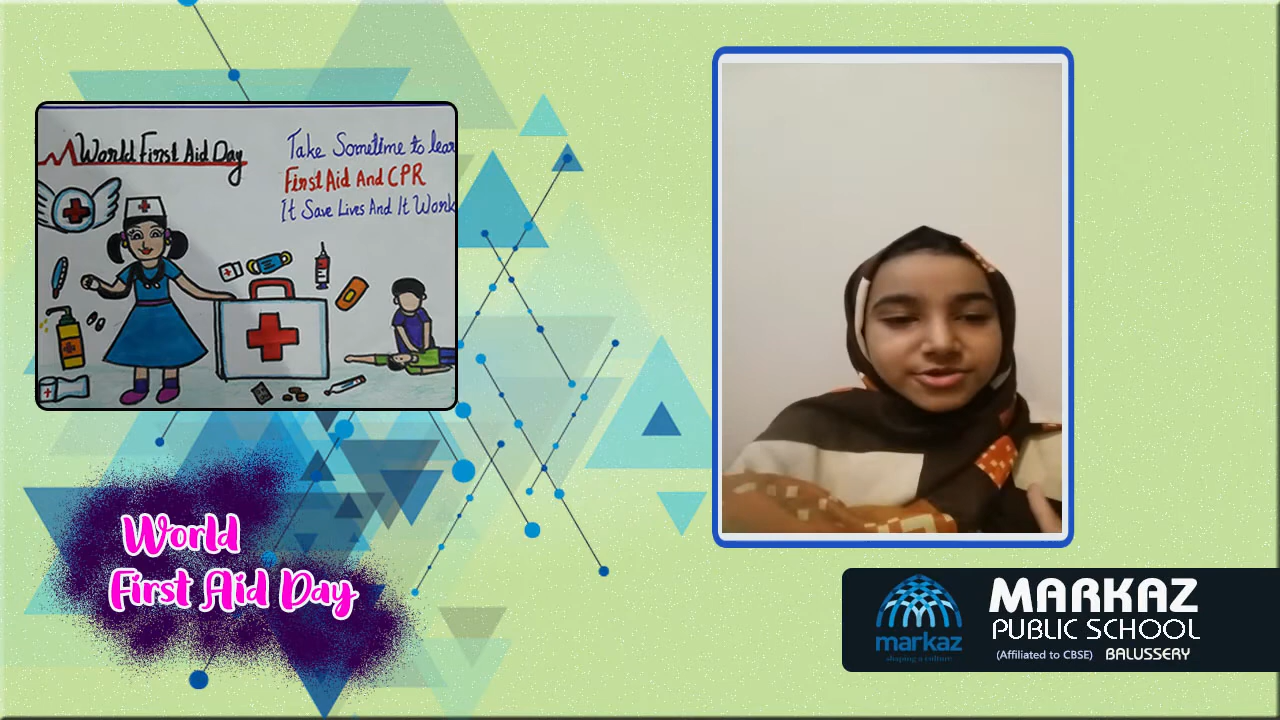 World First Aid Day
Take Sometime to lear
First Aid And CPR
It Save Lives And It Work
World
First Aid Day
markaz
shaping a culture
MARKAZ
PUBLIC SCHOOL
(Affiliated to CBSE) BALUSSERY